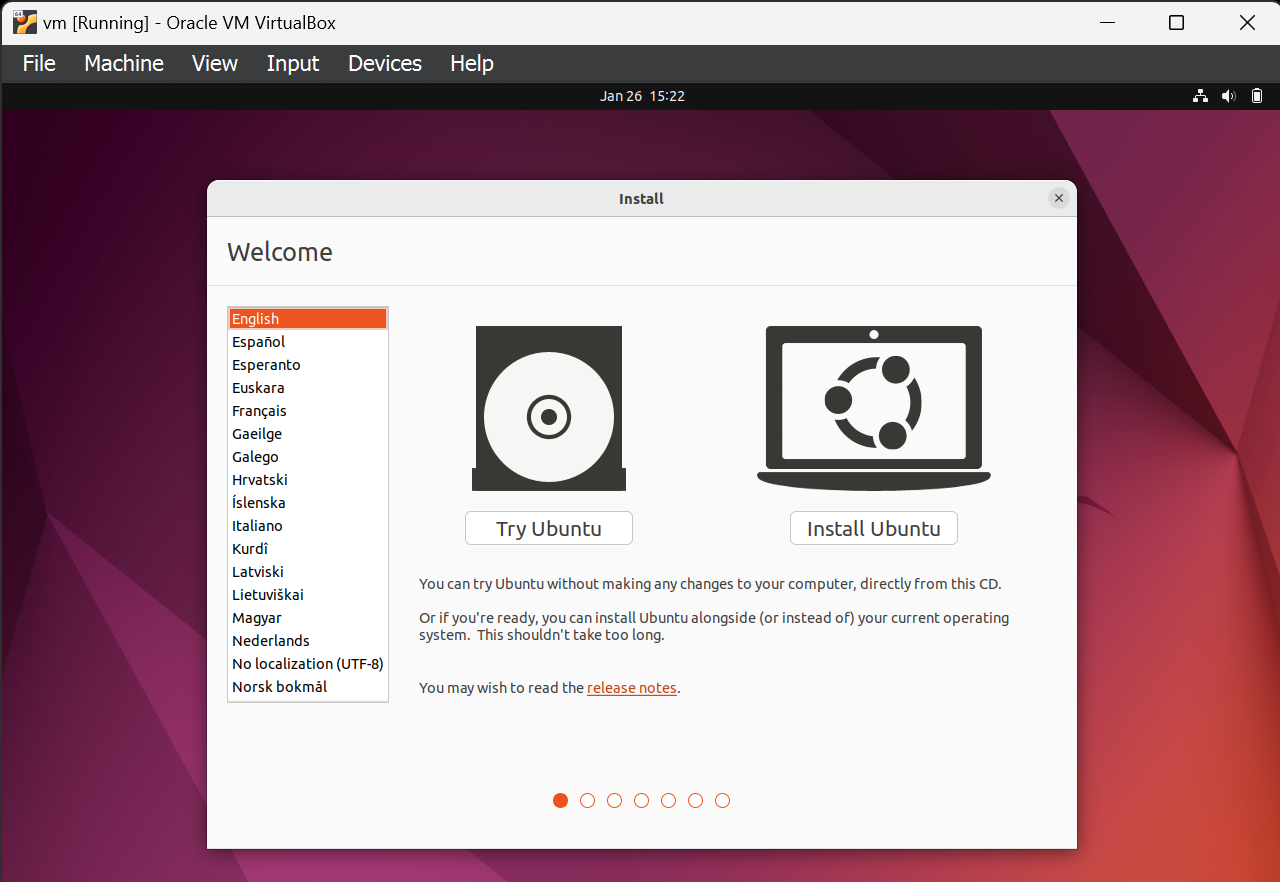 vm [Running] - Oracle VM VirtualBox
File Machine View Input Devices Help
Jan 26 15:22
Install
Welcome
English
Español
Esperanto
Euskara
Français
Gaeilge
Galego
Hrvatski
Íslenska
Italiano
Kurdî
Latviski
Lietuviškai
Magyar
Nederlands
No localization (UTF-8)
Norsk bokmål
Try Ubuntu
Install Ubuntu
You can try Ubuntu without making any changes to your computer, directly from this CD.
Or if you're ready, you can install Ubuntu alongside (or instead of) your current operating
system. This shouldn't take too long.
You may wish to read the release notes.